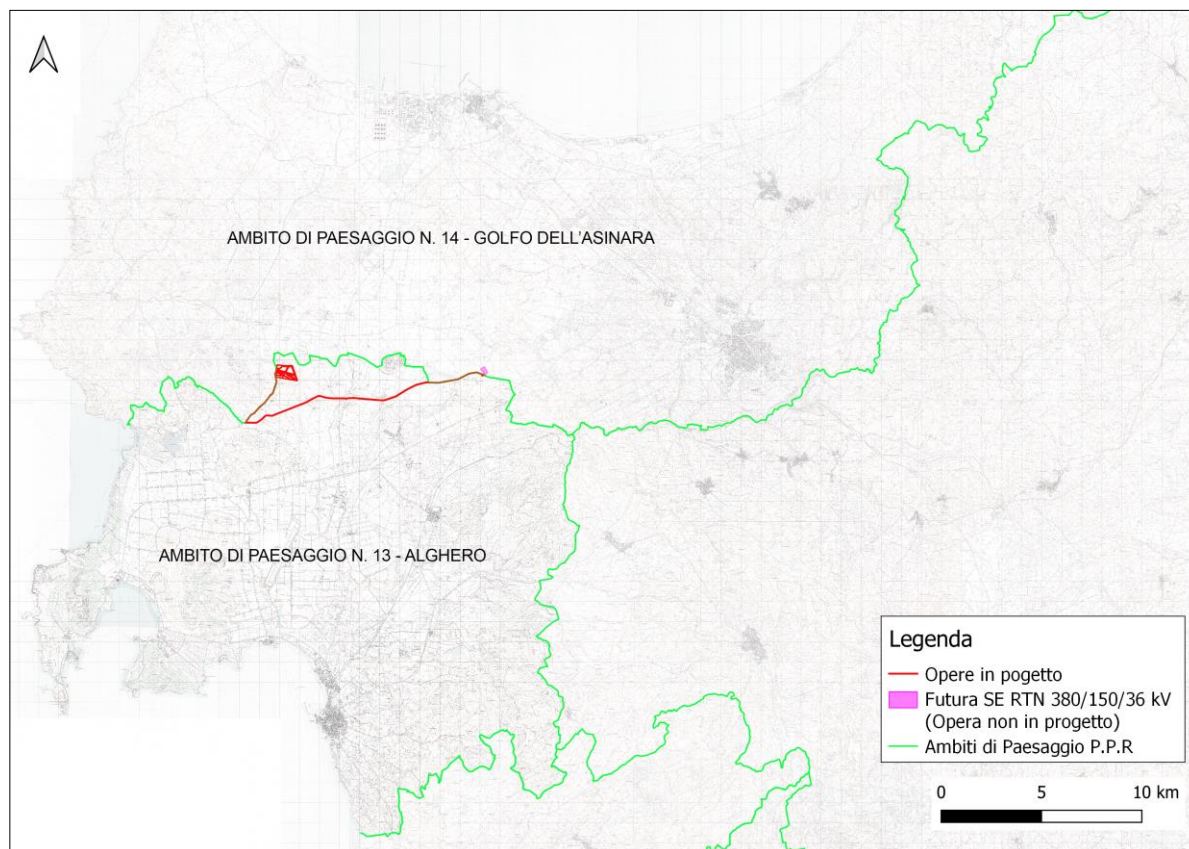 AMBITO DI PAESAGGIO N. 14 - GOLFO DELL'ASINARA
AMBITO DI PAESAGGIO N. 13 - ALGHERO
Legenda
Opere in pogetto
Futura SE RTN 380/150/36 kV
(Opera non in progetto)
Ambiti di Paesaggio P.P.R
0 5 10 km